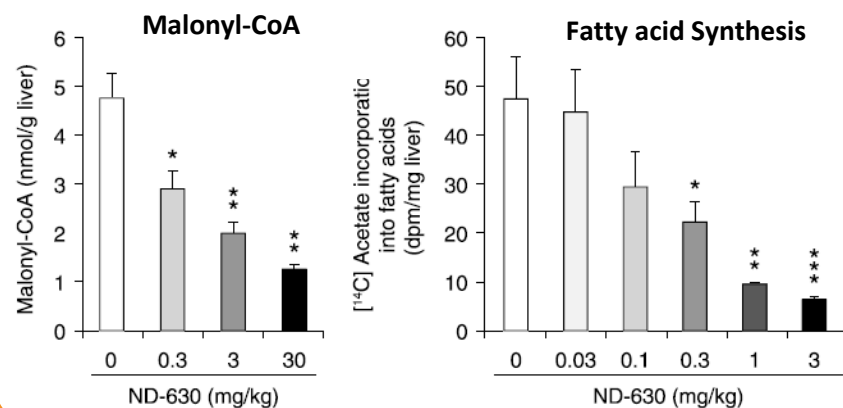 Malonyl-CoA
Malonyl-CoA (nmol/g liver)
6
5
4
3
2
1
0
*
**
**
0 0.3 3 30
ND-630 (mg/kg)
Fatty acid Synthesis
[¹⁴C] Acetate incorporatic
into fatty acids
(dpm/mg liver)
60
50
40
30
20
10
0
*
**
***
0 0.03 0.1 0.3 1 3
ND-630 (mg/kg)